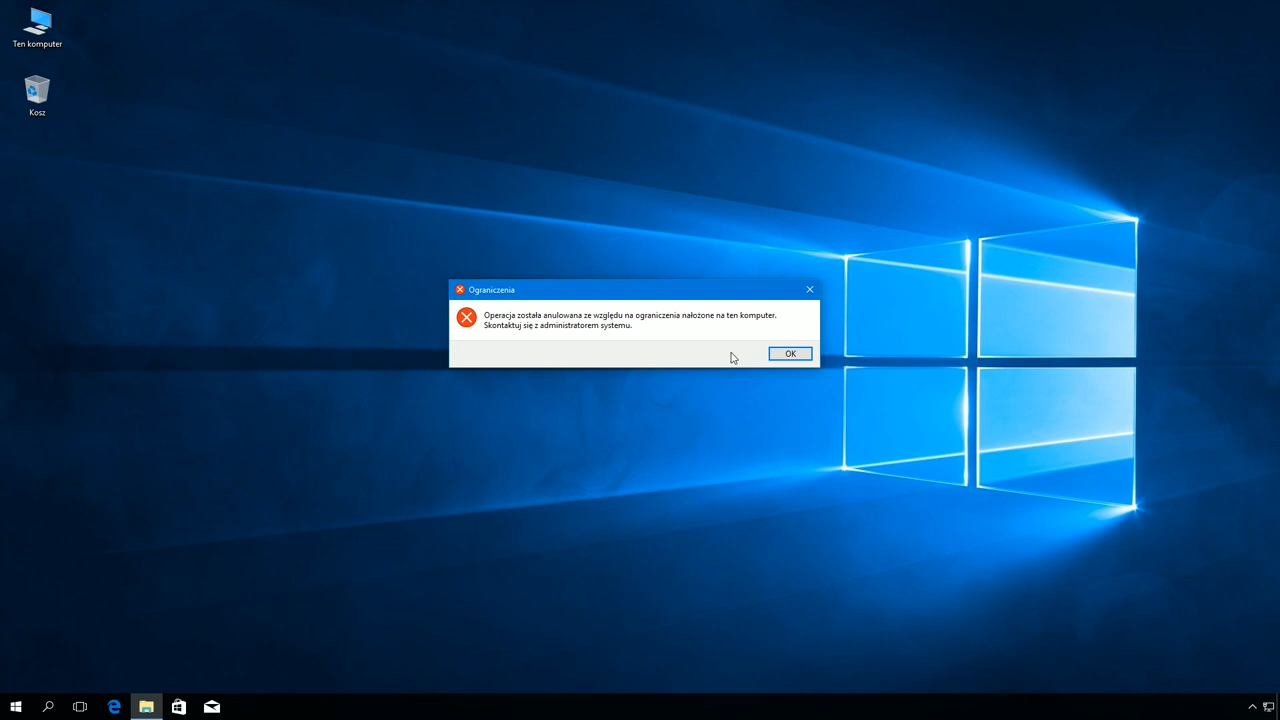 Ten komputer
Kosz
Ograniczenia
Operacja została anulowana ze względu na ograniczenia nałożone na ten komputer.
Skontaktuj się z administratorem systemu.
OK